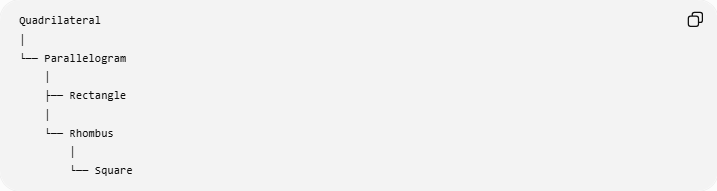 Quadrilateral
│
└── Parallelogram
    │
    ├── Rectangle
    │
    └── Rhombus
        │
        └── Square